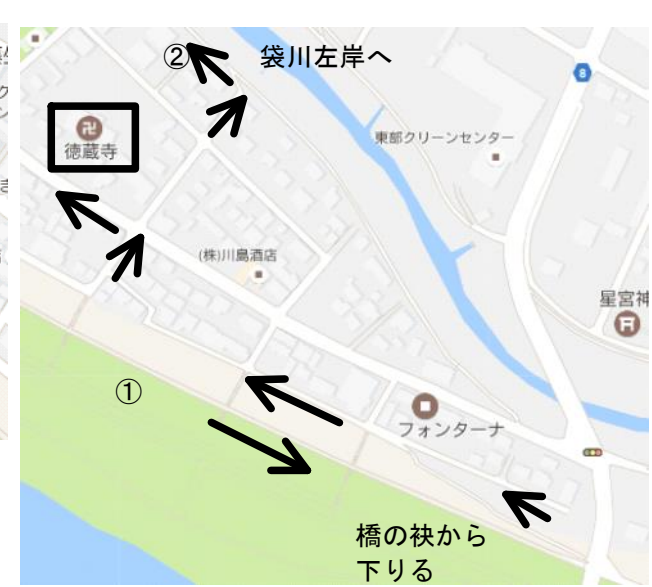 ② 袋川左岸へ
8
東部クリーンセンター
卍
徳蔵寺
(株)川島酒店
星宮神
①
フォンターナ
橋の袂から
下りる